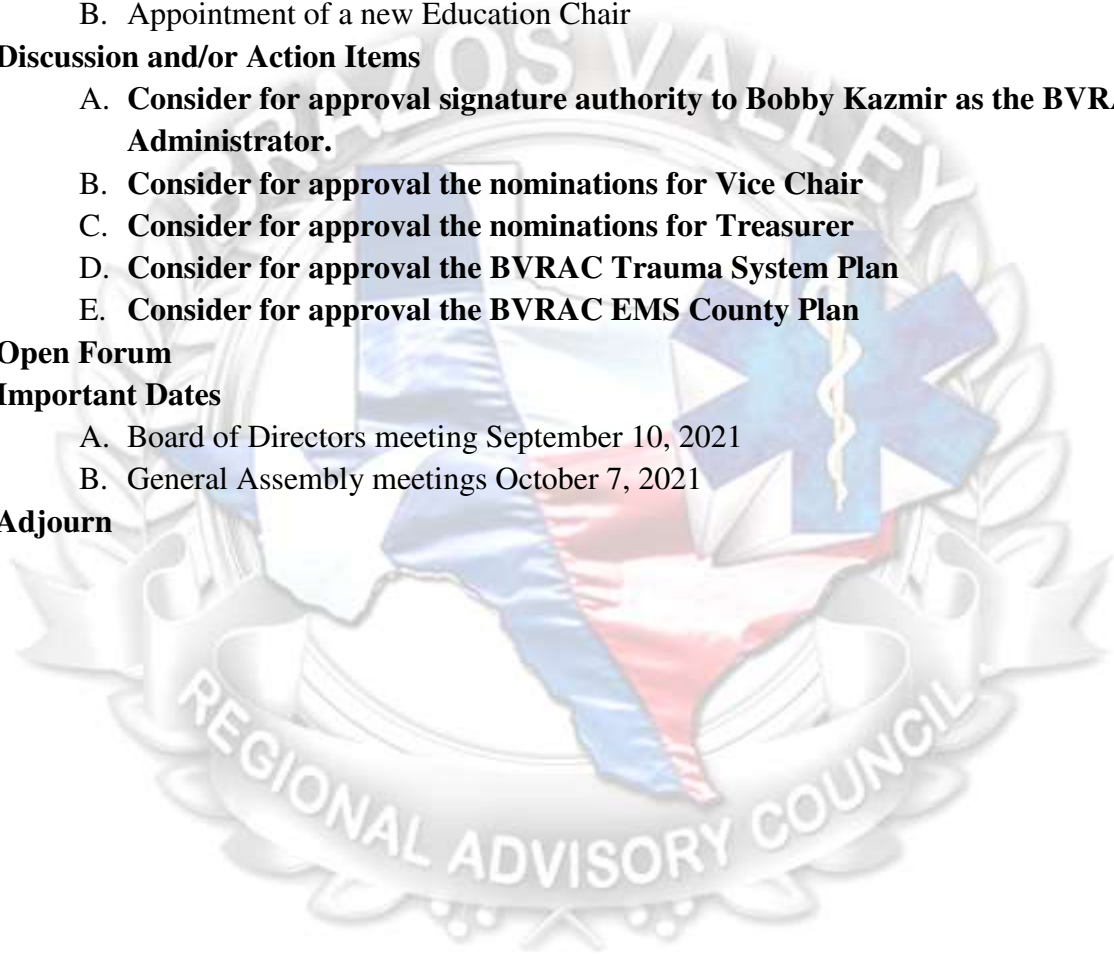 B. Appointment of a new Education Chair
Discussion and/or Action Items
A. Consider for approval signature authority to Bobby Kazmir as the BVRA
Administrator.
B. Consider for approval the nominations for Vice Chair
C. Consider for approval the nominations for Treasurer
D. Consider for approval the BVRAC Trauma System Plan
E. Consider for approval the BVRAC EMS County Plan
Open Forum
Important Dates
A. Board of Directors meeting September 10, 2021
B. General Assembly meetings October 7, 2021
Adjourn
BRAZOS VALLEY
REGIONAL ADVISORY COUNCIL